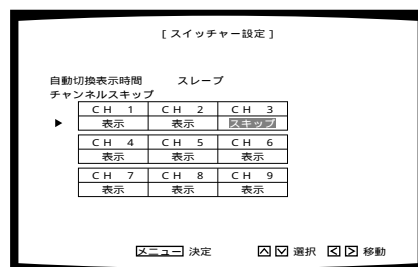 [スイッチャー設定]
自動切換表示時間 スレーブ
チャンネルスキップ
CH 1 CH 2 CH 3
▶ 表示 表示 スキップ
CH 4 CH 5 CH 6
表示 表示 表示
CH 7 CH 8 CH 9
表示 表示 表示
メニュー 決定 ∧ ∨ 選択 < > 移動